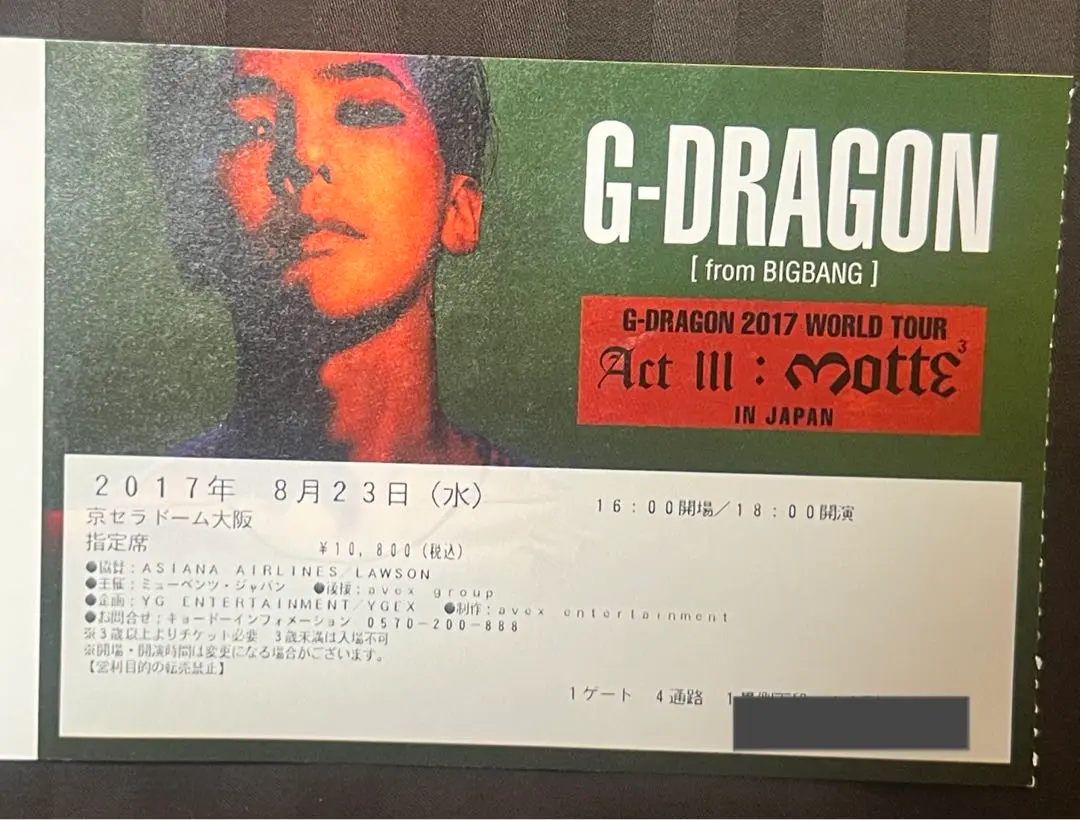 G-DRAGON
[ from BIGBANG ]
G-DRAGON 2017 WORLD TOUR
Act III : Motte
3
IN JAPAN
2017年 8月23日(水) 16:00開場/18:00開演
京セラドーム大阪
指定席 ¥10,800(税込)
●協賛:ASIANA AIRLINES/LAWSON
●主催:ミューベンツ・ジャパン ●後援:avex group
●企画:YG ENTERTAINMENT/YGEX ●制作:avex entertainment
●お問合せ:キョードーインフォメーション 0570-200-888
※3歳以上よりチケット必要 3歳未満は入場不可
※開場・開演時間は変更になる場合がございます。
【営利目的の転売禁止】
1ゲート 4通路 1